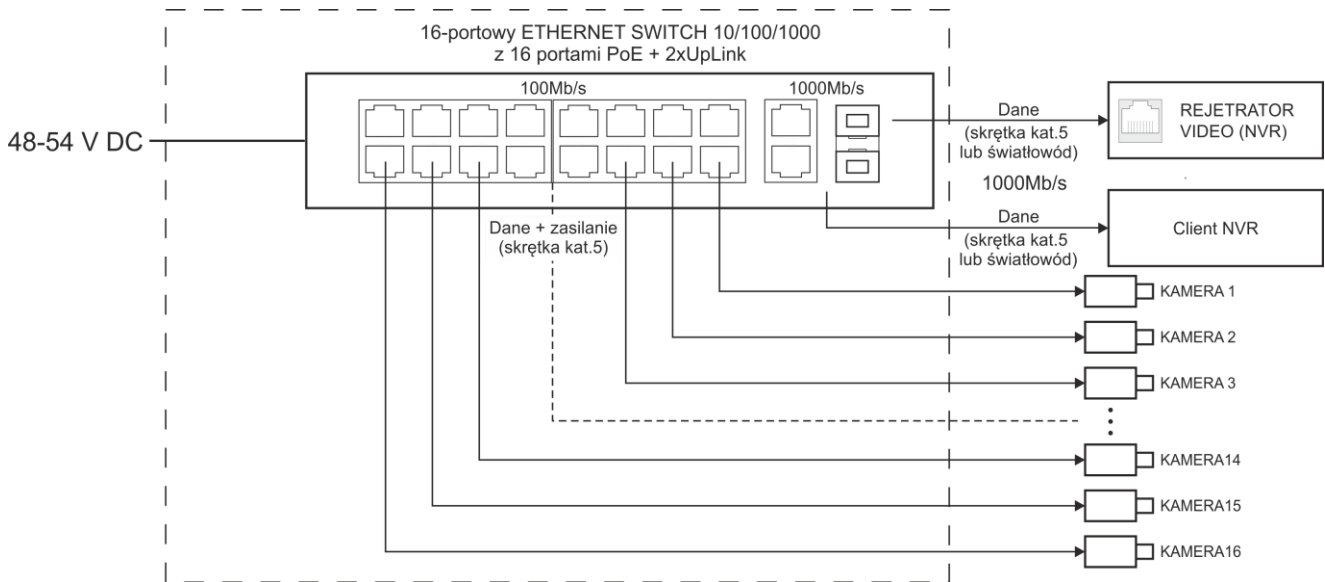 16-portowy ETHERNET SWITCH 10/100/1000
z 16 portami PoE + 2xUpLink
100Mb/s
1000Mb/s
48-54 V DC
Dane
(skrętka kat.5
lub światłowód)
REJETRATOR
VIDEO (NVR)
1000Mb/s
Dane
(skrętka kat.5
lub światłowód)
Client NVR
Dane + zasilanie
(skrętka kat.5)
KAMERA 1
KAMERA 2
KAMERA 3
KAMERA14
KAMERA15
KAMERA16